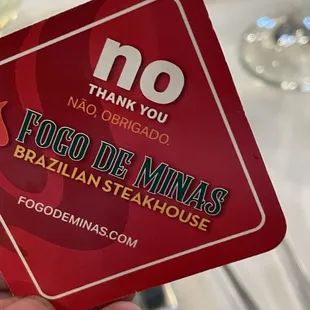 no
THANK YOU
NÃO, OBRIGADO.
FOGO DE MINAS
BRAZILIAN STEAKHOUSE
FOGODEMINAS.COM